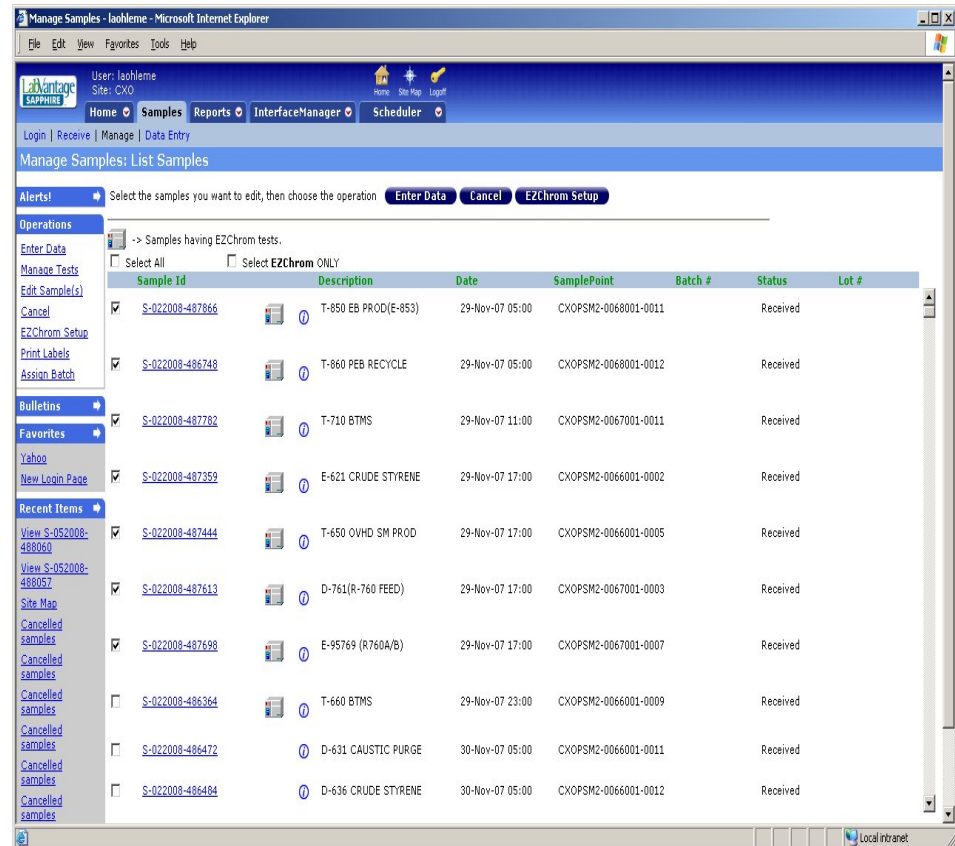 Manage Samples - laohleme - Microsoft Internet Explorer
File Edit View Favorites Tools Help
LabVantage
SAPPHIRE
User: laohleme
Site: CXO
Home Site Map Logoff
Home Samples Reports InterfaceManager Scheduler
Login | Receive | Manage | Data Entry
Manage Samples: List Samples
Alerts!
Select the samples you want to edit, then choose the operation Enter Data Cancel EZChrom Setup
Operations
Enter Data
Manage Tests
Edit Sample(s)
Cancel
EZChrom Setup
Print Labels
Assign Batch
Bulletins
Favorites
Yahoo
New Login Page
Recent Items
View S-052008-
488060
View S-052008-
488057
Site Map
Cancelled
samples
Cancelled
samples
Cancelled
samples
Cancelled
samples
Cancelled
samples
Cancelled
samples
Cancelled
samples
-> Samples having EZChrom tests.
Select All Select EZChrom ONLY
Sample Id Description Date SamplePoint Batch # Status Lot #
S-022008-487866 T-850 EB PROD(E-853) 29-Nov-07 05:00 CXOPSM2-0068001-0011 Received
S-022008-486748 T-860 PEB RECYCLE 29-Nov-07 05:00 CXOPSM2-0068001-0012 Received
S-022008-487782 T-710 BTMS 29-Nov-07 11:00 CXOPSM2-0067001-0011 Received
S-022008-487359 E-621 CRUDE STYRENE 29-Nov-07 17:00 CXOPSM2-0066001-0002 Received
S-022008-487444 T-650 OVHD SM PROD 29-Nov-07 17:00 CXOPSM2-0066001-0005 Received
S-022008-487613 D-761(R-760 FEED) 29-Nov-07 17:00 CXOPSM2-0067001-0003 Received
S-022008-487698 E-95769 (R760A/B) 29-Nov-07 17:00 CXOPSM2-0067001-0007 Received
S-022008-486364 T-660 BTMS 29-Nov-07 23:00 CXOPSM2-0066001-0009 Received
S-022008-486472 D-631 CAUSTIC PURGE 30-Nov-07 05:00 CXOPSM2-0066001-0011 Received
S-022008-486484 D-636 CRUDE STYRENE 30-Nov-07 05:00 CXOPSM2-0066001-0012 Received
Local intranet